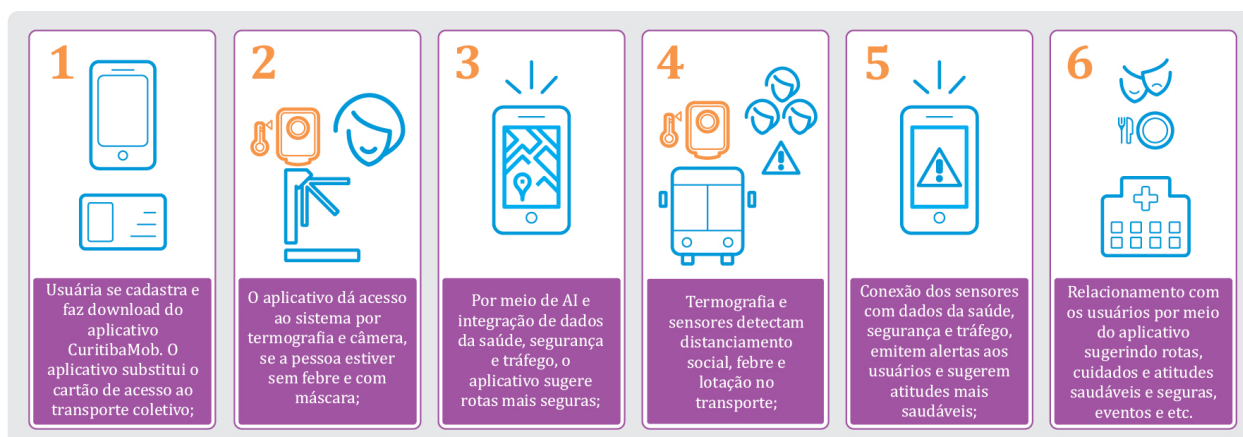 1
Usuária se cadastra e
faz download do
aplicativo
CuritibaMob. O
aplicativo substitui o
cartão de acesso ao
transporte coletivo;
2
O aplicativo dá acesso
ao sistema por
termografia e câmera,
se a pessoa estiver
sem febre e com
máscara;
3
Por meio de AI e
integração de dados
da saúde, segurança
e tráfego, o
aplicativo sugere
rotas mais seguras;
4
Termografia e
sensores detectam
distanciamento
social, febre e
lotação no
transporte;
5
Conexão dos sensores
com dados da saúde,
segurança e tráfego,
emitem alertas aos
usuários e sugerem
atitudes mais
saudáveis;
6
Relacionamento com
os usuários por meio
do aplicativo
sugerindo rotas,
cuidados e atitudes
saudáveis e seguras,
eventos e etc.